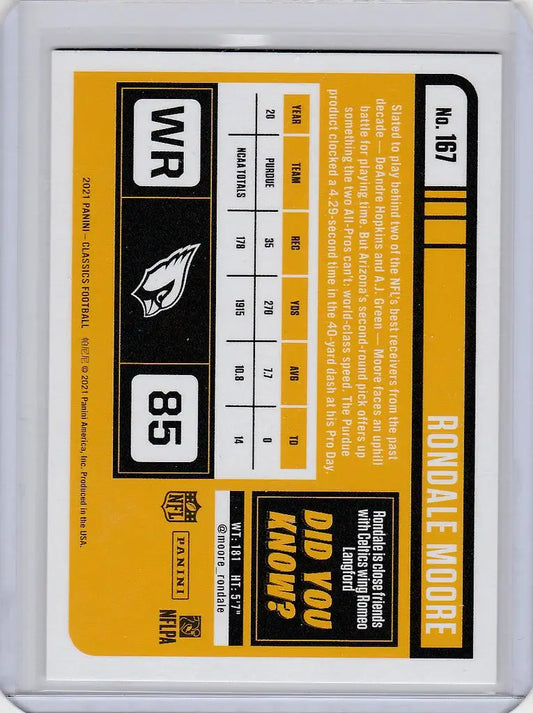 No. 167
RONDALE MOORE
Slated to play behind two of the NFL's best receivers from the past
decade — DeAndre Hopkins and A.J. Green — Moore faces an uphill
battle for playing time. But Arizona's second-round pick offers up
something the two All-Pros can't: world-class speed. The Purdue
product clocked a 4.29-second time in the 40-yard dash at his Pro Day.
YEAR TEAM REC YDS AVG TD
20 PURDUE 35 270 7.7 0
NCAA TOTALS 178 1915 10.8 14
WR
85
Rondale is close friends
with Celtics wing Romeo
Langford
DID YOU
KNOW?
WT: 181 HT: 5'7"
@moore_rondale
NFL
PANINI
NFLPA
2021 PANINI – CLASSICS FOOTBALL 帕尼尼 © 2021 Panini America, Inc. Produced in the USA.